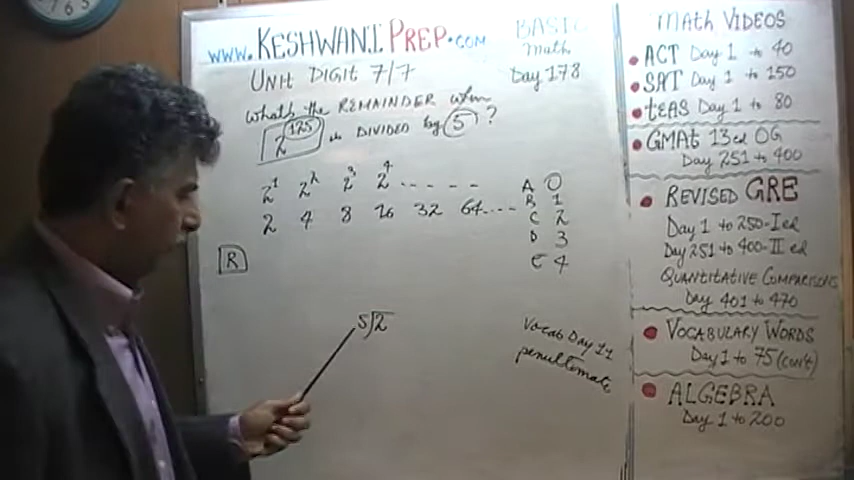 www.KESHWANIPREP.COM
BASIC
Math
Day 178
UNIT DIGIT 7/7
What's the REMAINDER when
2^125 is DIVIDED by 5 ?
2^1 2^2 2^3 2^4 - - - - - -
2 4 8 16 32 64 ....
A 0
B 1
C 2
D 3
E 4
R
5)2
Vocab Day 11
penultimate
Math VIDEOS
• ACT Day 1 to 40
• SAT Day 1 to 150
• tEAS Day 1 to 80
• GMAt 13ed OG
Day 251 to 400
• REVISED GRE
Day 1 to 250-I ed
Day 251 to 400-II ed
QUANTITATIVE COMPARISONS
Day 401 to 470
• VOCABULARY WORDS
Day 1 to 75 (cont)
• ALGEBRA
Day 1 to 200